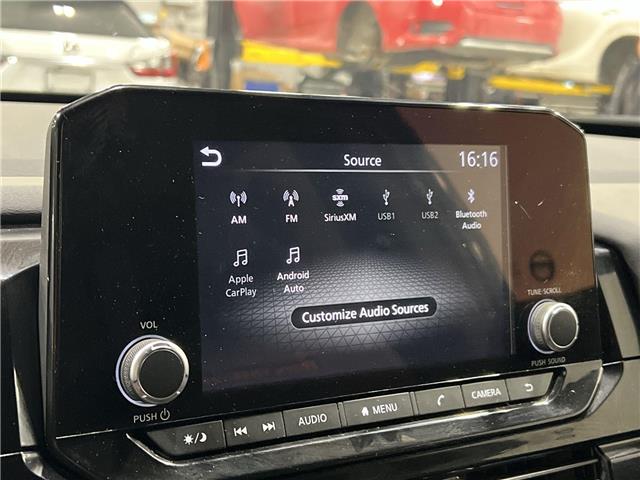 Source
16:16
AM
FM
sxm
SiriusXM
USB1
USB2
Bluetooth
Audio
Apple
CarPlay
Android
Auto
Customize Audio Sources
VOL
PUSH
TUNE·SCROLL
PUSH SOUND
AUDIO
MENU
CAMERA